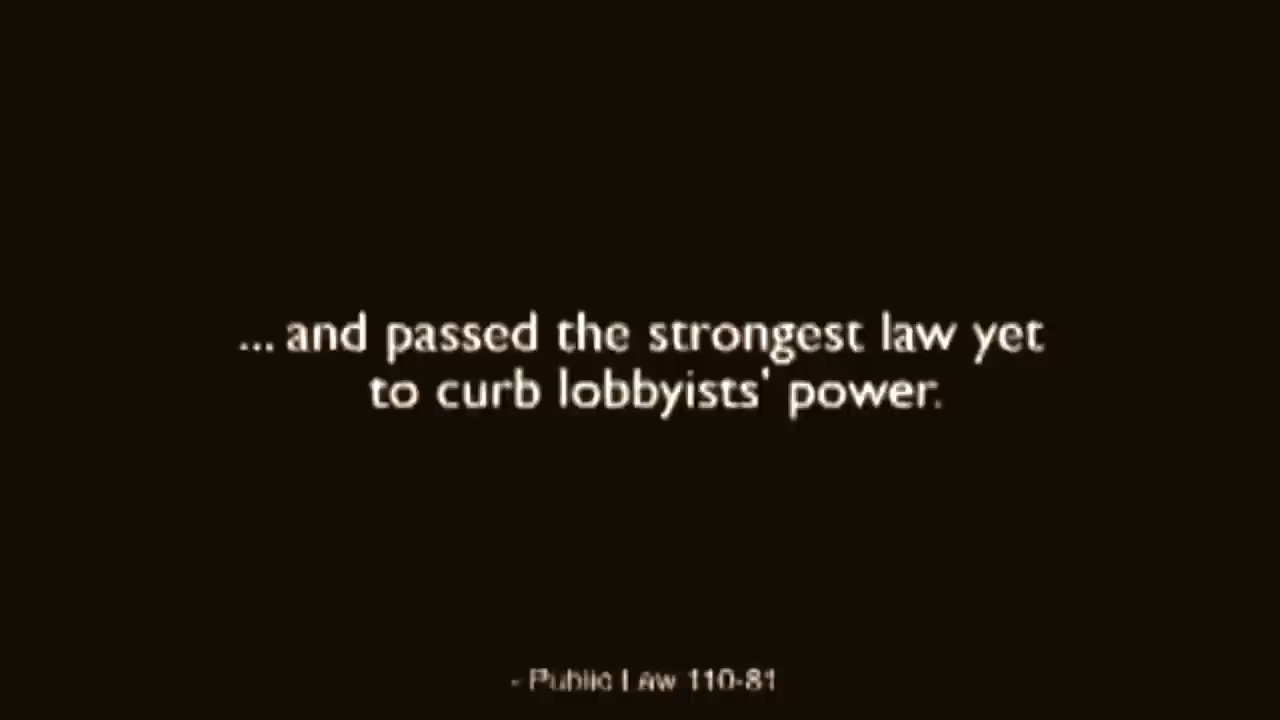 ... and passed the strongest law yet
to curb lobbyists' power.
- Public Law 110-81